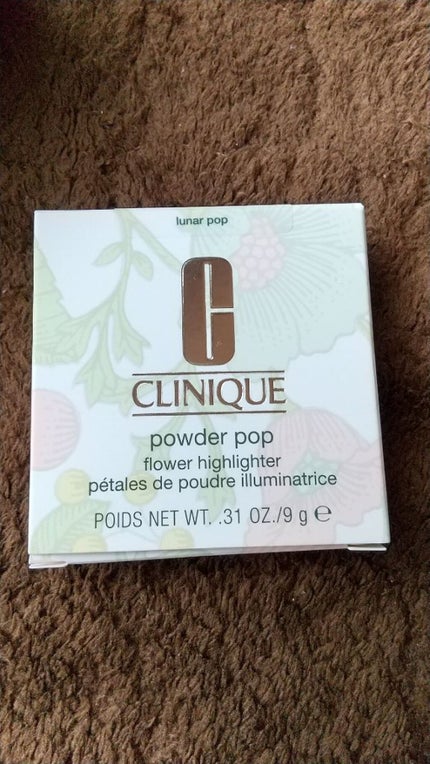 lunar pop
CLINIQUE
powder pop
flower highlighter
pétales de poudre illuminatrice
POIDS NET WT. .31 OZ./9 g ℮